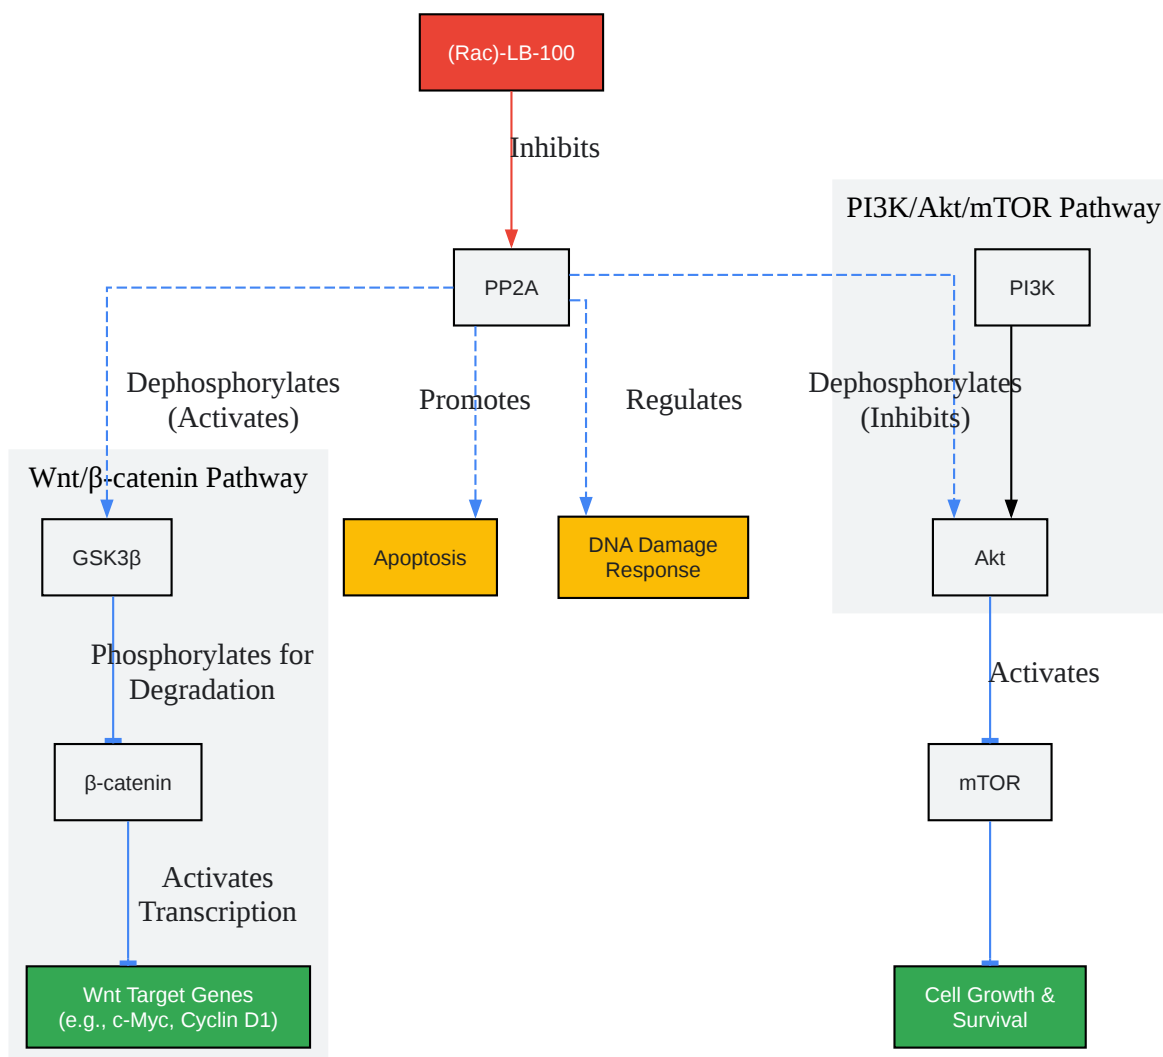 (Rac)-LB-100
Inhibits
PI3K/Akt/mTOR Pathway
PP2A
PI3K
Dephosphorylates
(Activates)
Promotes
Regulates
Dephosphorylates
(Inhibits)
Wnt/β-catenin Pathway
GSK3β
Apoptosis
DNA Damage
Response
Akt
Phosphorylates for
Degradation
Activates
β-catenin
mTOR
Activates
Transcription
Wnt Target Genes
(e.g., c-Myc, Cyclin D1)
Cell Growth &
Survival